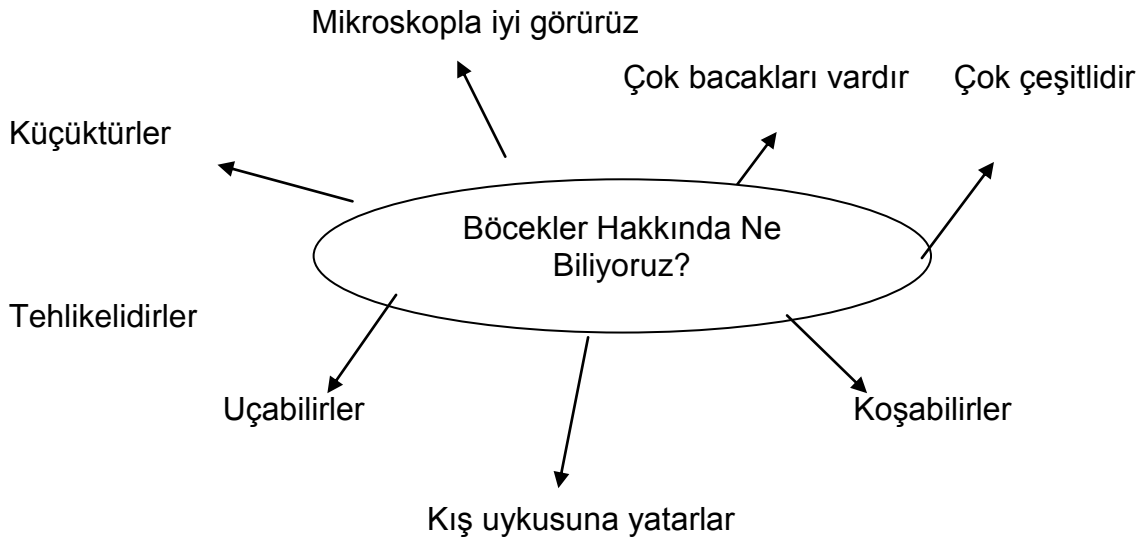 Mikroskopla iyi görürüz
Çok bacakları vardır
Çok çeşitlidir
Küçüktürler
Böcekler Hakkında Ne
Biliyoruz?
Tehlikelidirler
Uçabilirler
Koşabilirler
Kış uykusuna yatarlar